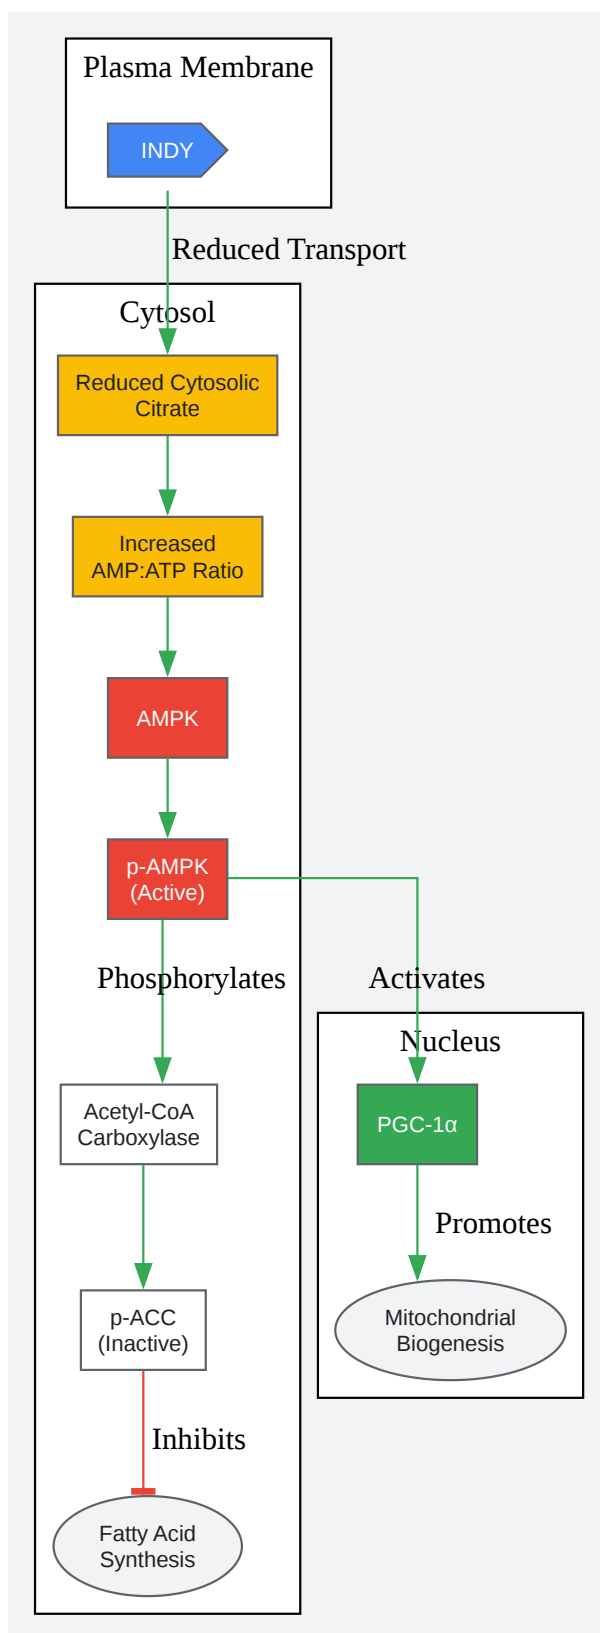 Plasma Membrane
INDY
Reduced Transport
Cytosol
Reduced Cytosolic
Citrate
Increased
AMP:ATP Ratio
AMPK
p-AMPK
(Active)
Phosphorylates
Activates
Nucleus
Acetyl-CoA
Carboxylase
PGC-1α
Promotes
p-ACC
(Inactive)
Mitochondrial
Biogenesis
Inhibits
Fatty Acid
Synthesis